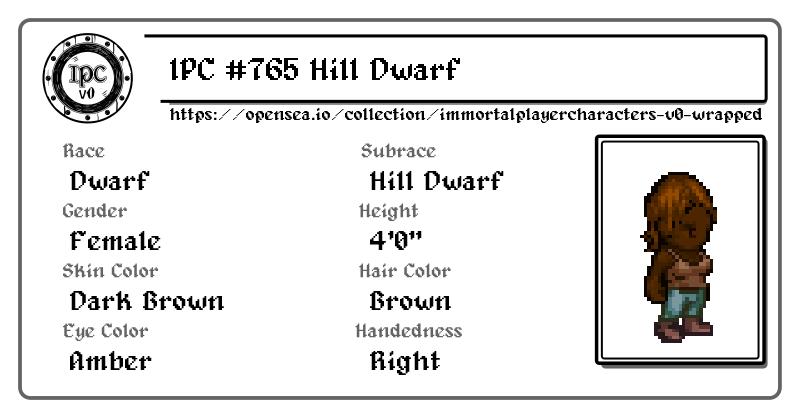 IPC
v0
IPC #765 Hill Dwarf
https://opensea.io/collection/immortalplayercharacters-v0-wrapped
Race
Dwarf
Subrace
Hill Dwarf
Gender
Female
Height
4'0"
Skin Color
Dark Brown
Hair Color
Brown
Eye Color
Amber
Handedness
Right